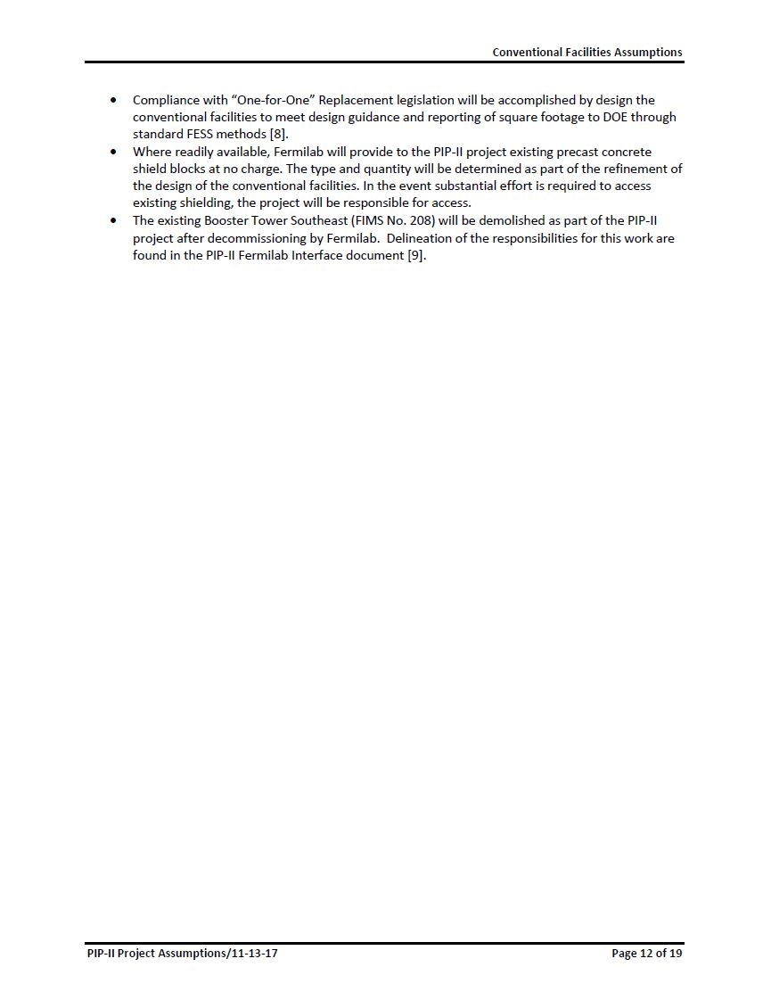 Conventional Facilities Assumptions
• Compliance with “One-for-One” Replacement legislation will be accomplished by design the
conventional facilities to meet design guidance and reporting of square footage to DOE through
standard FESS methods [8].
• Where readily available, Fermilab will provide to the PIP-II project existing precast concrete
shield blocks at no charge. The type and quantity will be determined as part of the refinement of
the design of the conventional facilities. In the event substantial effort is required to access
existing shielding, the project will be responsible for access.
• The existing Booster Tower Southeast (FIMS No. 208) will be demolished as part of the PIP-II
project after decommissioning by Fermilab.  Delineation of the responsibilities for this work are
found in the PIP-II Fermilab Interface document [9].
PIP-II Project Assumptions/11-13-17 Page 12 of 19